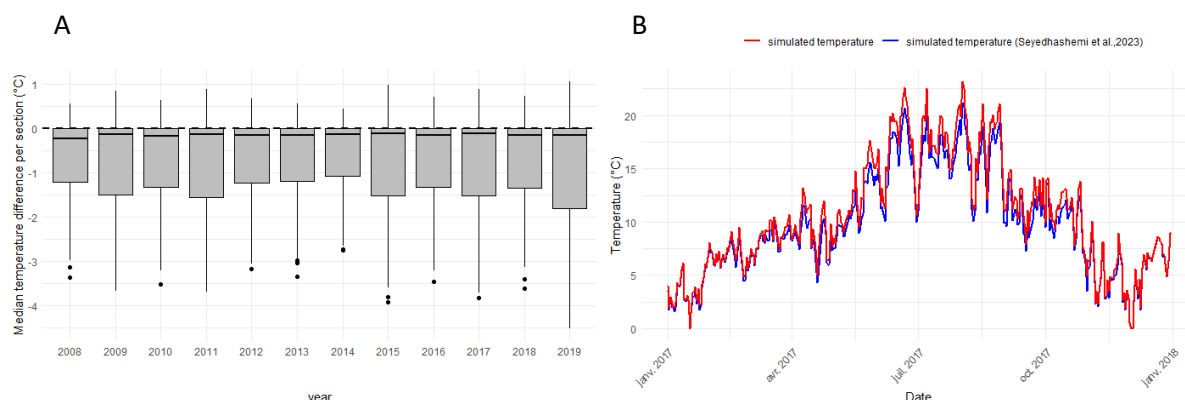 A
Median temperature difference per section (°C)
1
0
-1
-2
-3
-4
2008 2009 2010 2011 2012 2013 2014 2015 2016 2017 2018 2019
year
B
simulated temperature simulated temperature (Seyedhashemi et al.,2023)
Temperature (°C)
20
15
10
5
0
janv. 2017 avr. 2017 juil. 2017 oct. 2017 janv. 2018
Date